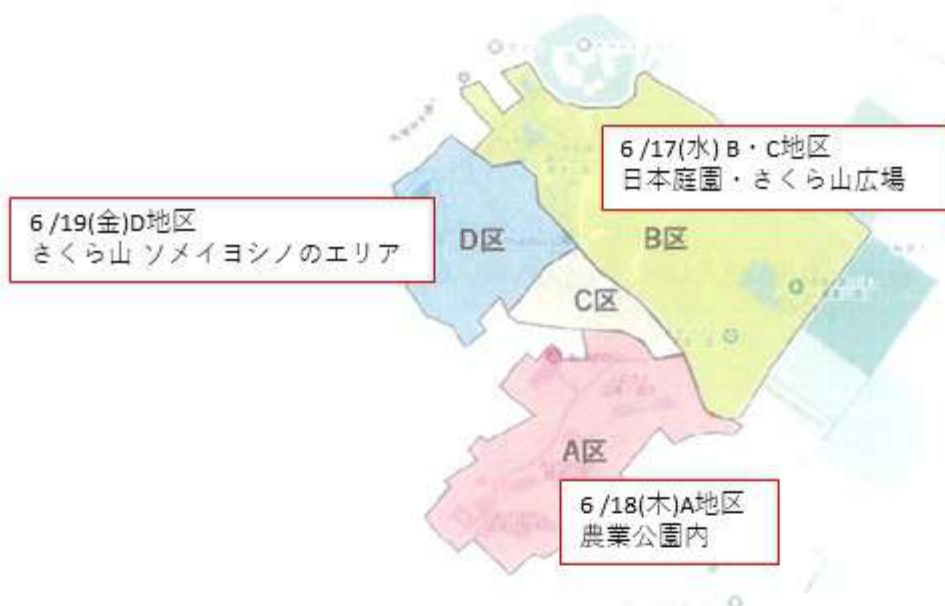 6/17(水) B・C地区
日本庭園・さくら山広場
6/19(金)D地区
さくら山 ソメイヨシノのエリア
D区
B区
C区
A区
6/18(木)A地区
農業公園内